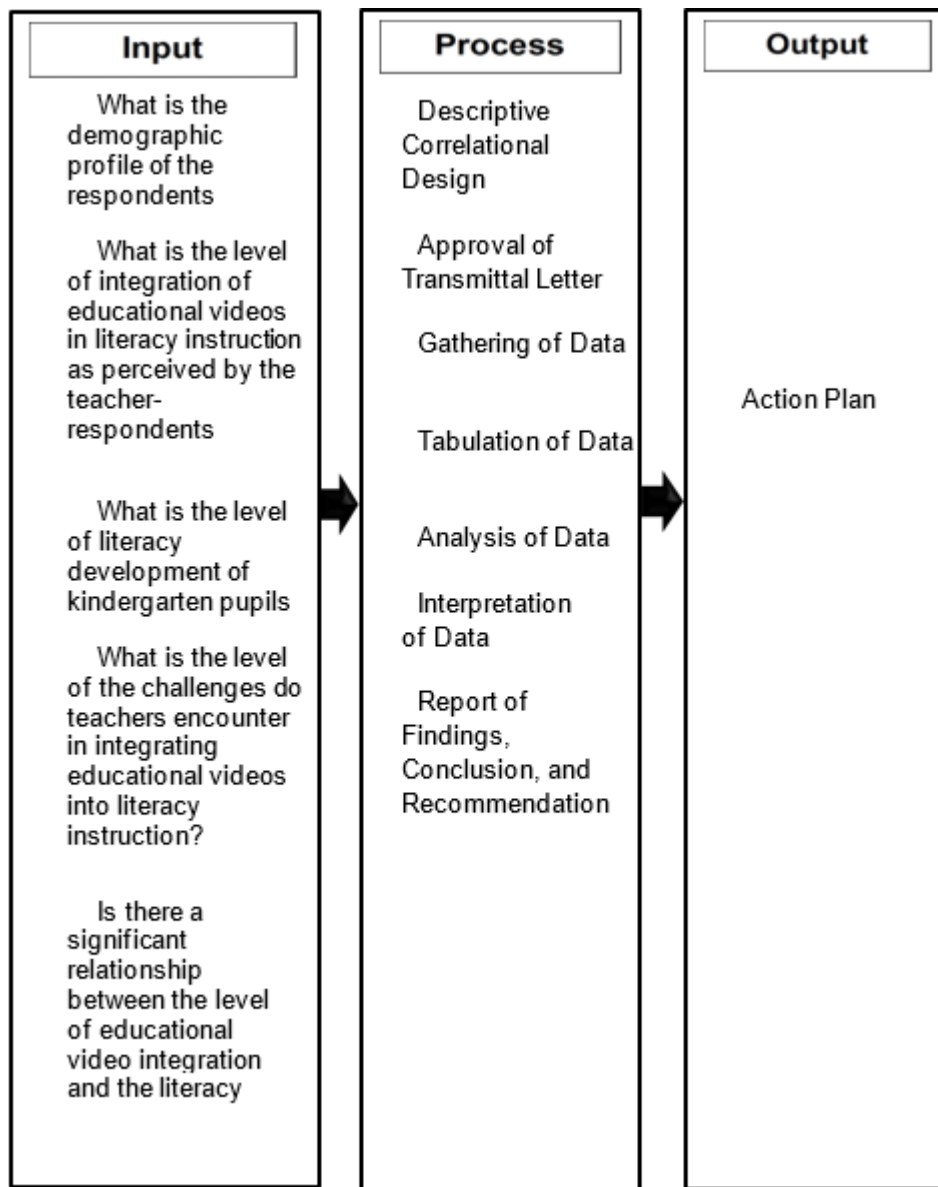 Input
What is the
demographic
profile of the
respondents
What is the level
of integration of
educational videos
in literacy instruction
as perceived by the
teacher-
respondents
What is the level
of literacy
development of
kindergarten pupils
What is the level
of the challenges do
teachers encounter
in integrating
educational videos
into literacy
instruction?
Is there a
significant
relationship
between the level
of educational
video integration
and the literacy
Process
Descriptive
Correlational
Design
Approval of
Transmittal Letter
Gathering of Data
Tabulation of Data
Analysis of Data
Interpretation
of Data
Report of
Findings,
Conclusion, and
Recommendation
Output
Action Plan